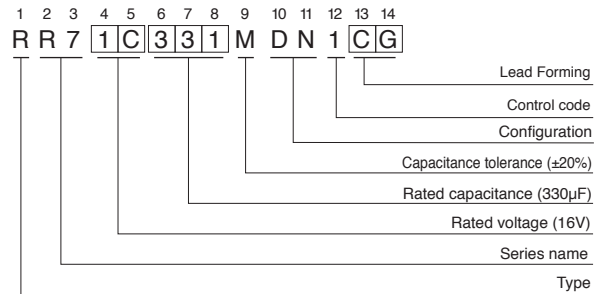 1 2 3 4 5 6 7 8 9 10 11 12 13 14
R R 7 1 C 3 3 1 M D N 1 C G
Lead Forming
Control code
Configuration
Capacitance tolerance (±20%)
Rated capacitance (330µF)
Rated voltage (16V)
Series name
Type